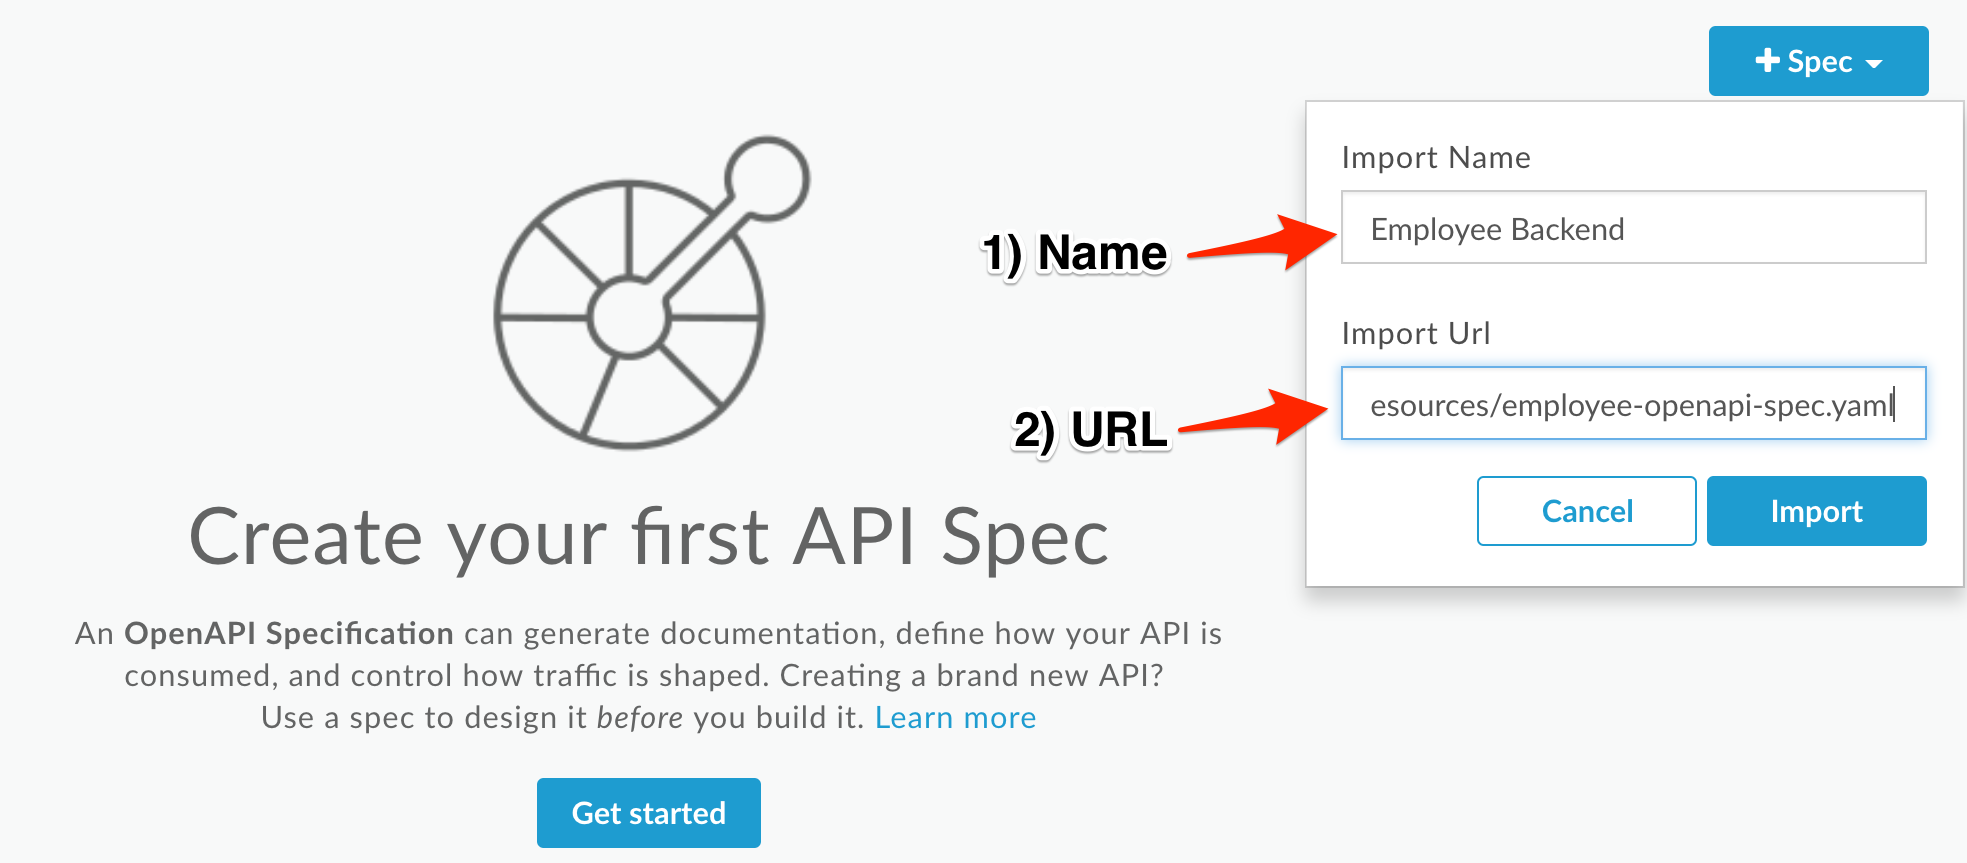 + Spec
Import Name
1) Name
Employee Backend
Import Url
2) URL
esources/employee-openapi-spec.yaml
Cancel
Import
Create your first API Spec
An OpenAPI Specification can generate documentation, define how your API is
consumed, and control how traffic is shaped. Creating a brand new API?
Use a spec to design it before you build it. Learn more
Get started